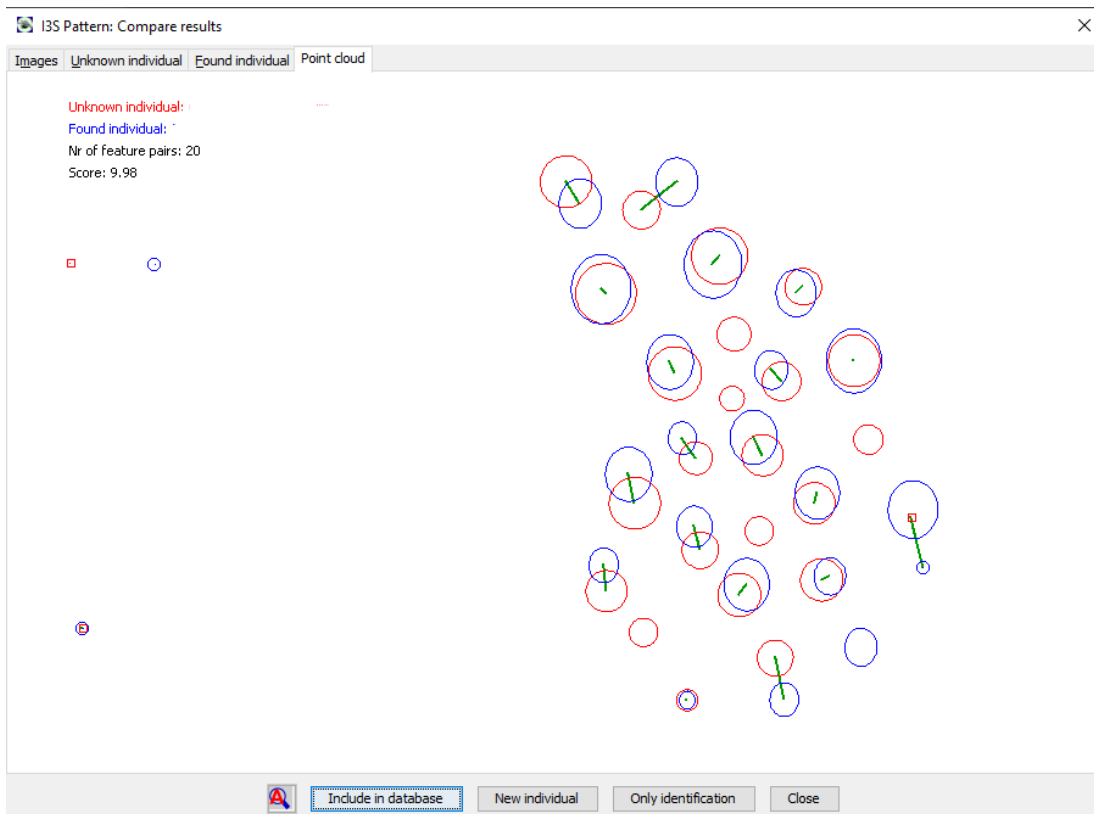 I3S Pattern: Compare results
Images Unknown individual Found individual Point cloud
Unknown individual:
Found individual:
Nr of feature pairs: 20
Score: 9.98
A
Include in database New individual Only identification Close